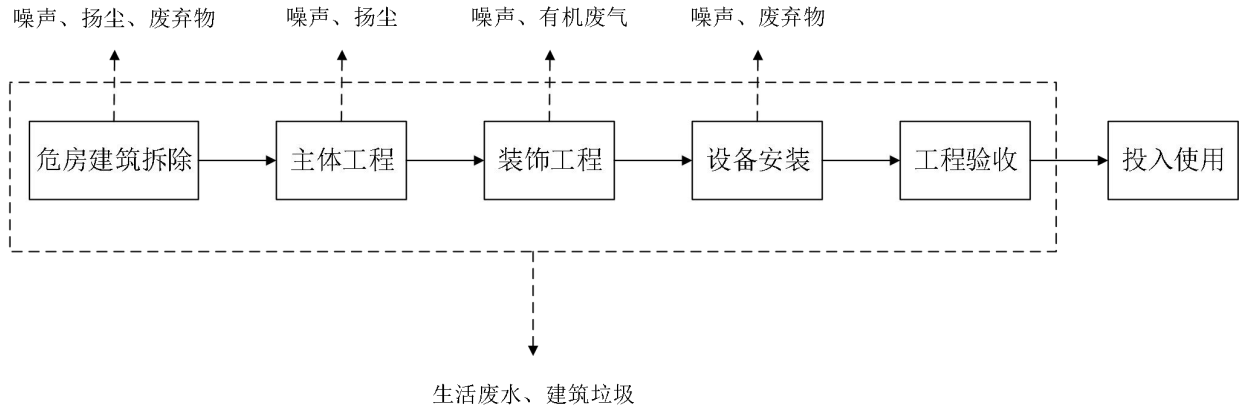 噪声、扬尘、废弃物
噪声、扬尘
噪声、有机废气
噪声、废弃物
危房建筑拆除
主体工程
装饰工程
设备安装
工程验收
投入使用
生活废水、建筑垃圾